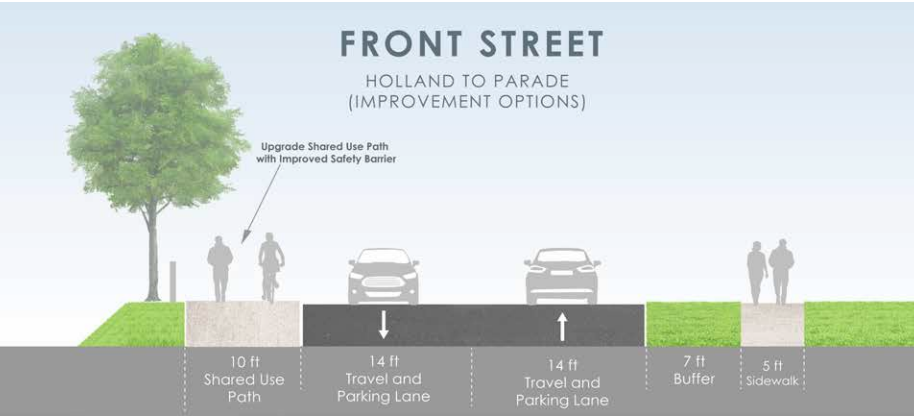 FRONT STREET
HOLLAND TO PARADE
(IMPROVEMENT OPTIONS)
Upgrade Shared Use Path
with Improved Safety Barrier
10 ft
Shared Use
Path
14 ft
Travel and
Parking Lane
14 ft
Travel and
Parking Lane
7 ft
Buffer
5 ft
Sidewalk